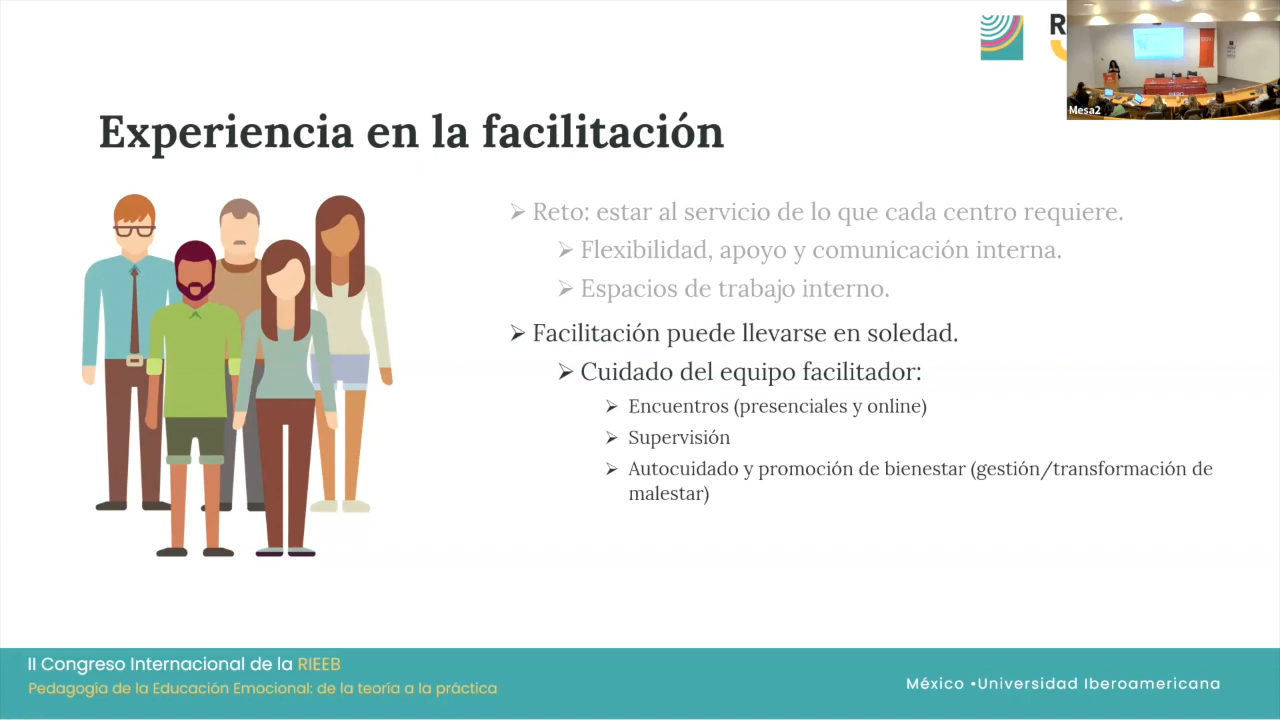 R
Mesa2
Experiencia en la facilitación
Reto: estar al servicio de lo que cada centro requiere.
Flexibilidad, apoyo y comunicación interna.
Espacios de trabajo interno.
Facilitación puede llevarse en soledad.
Cuidado del equipo facilitador:
Encuentros (presenciales y online)
Supervisión
Autocuidado y promoción de bienestar (gestión/transformación de
malestar)
II Congreso Internacional de la RIEEB
Pedagogía de la Educación Emocional: de la teoría a la práctica
México •Universidad Iberoamericana